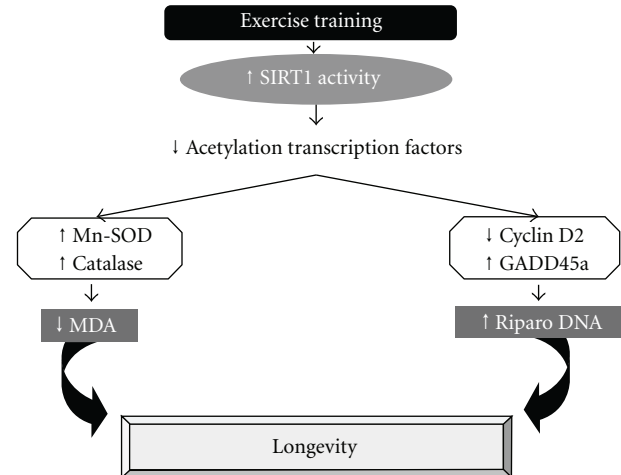 Exercise training
↑ SIRT1 activity
↓ Acetylation transcription factors
↑ Mn-SOD
↑ Catalase
↓ Cyclin D2
↑ GADD45a
↓ MDA
↑ Riparo DNA
Longevity